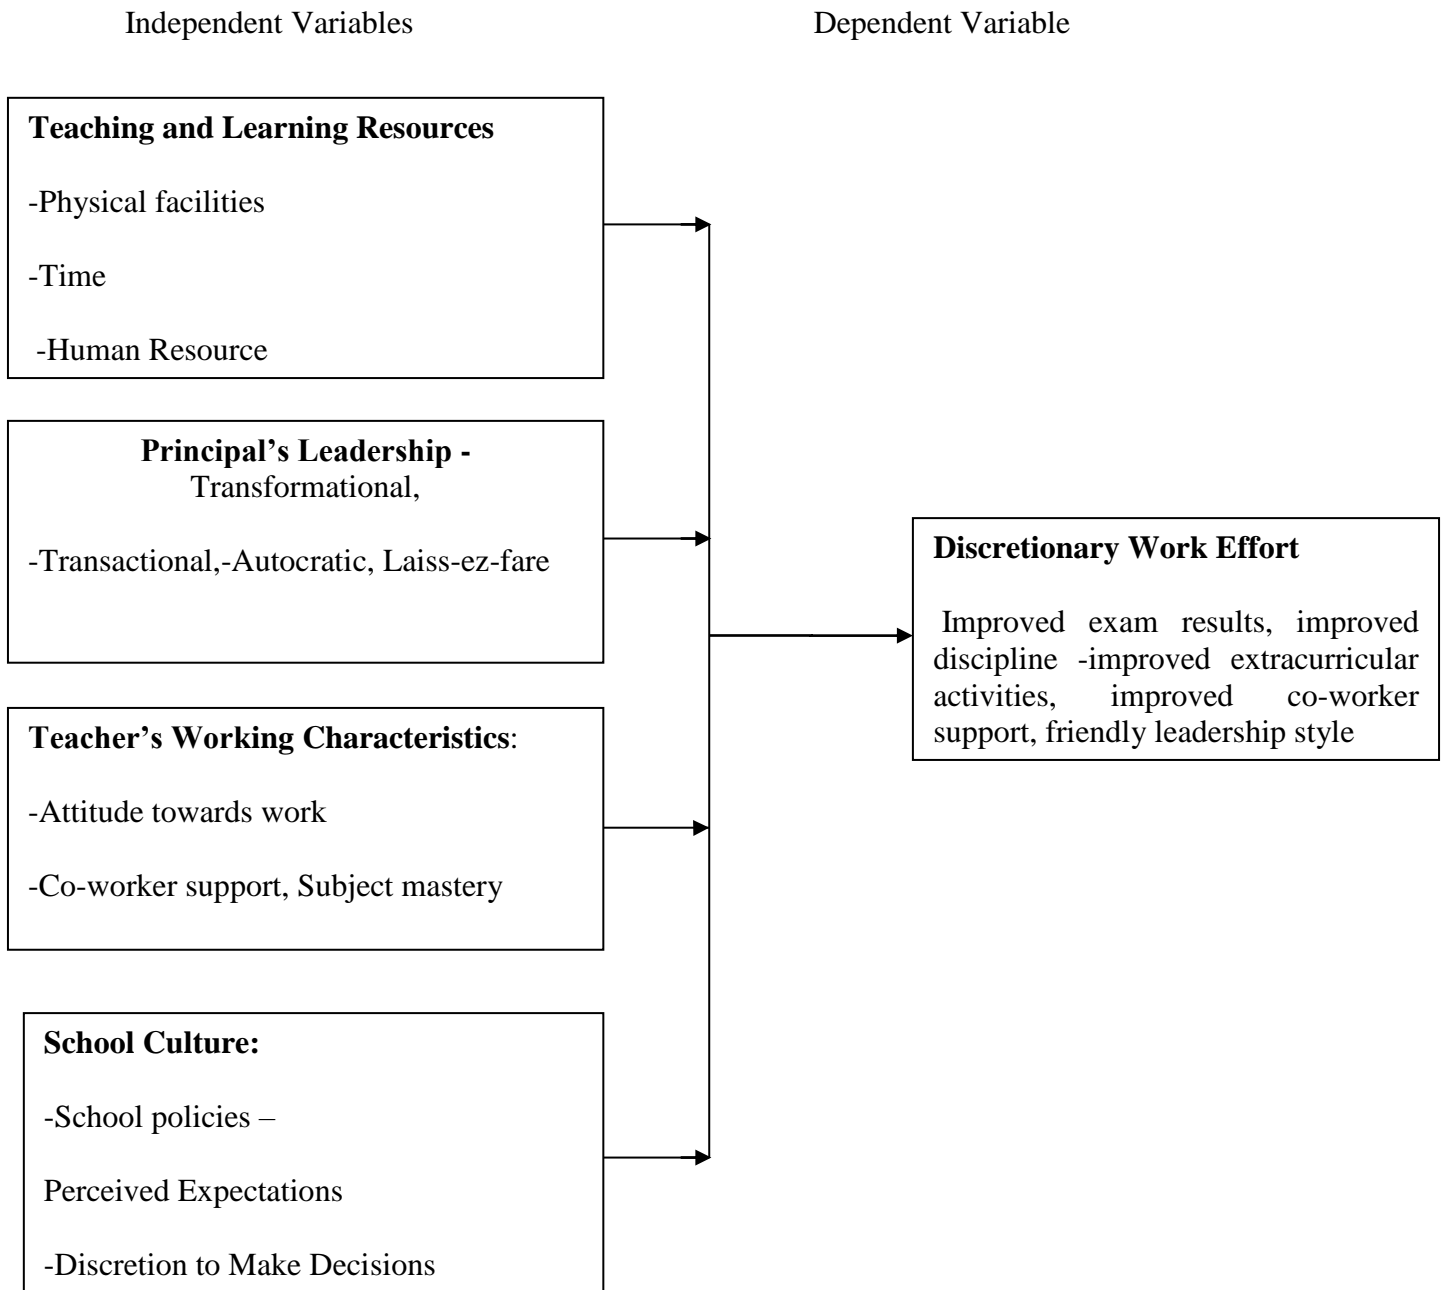 Independent Variables
Dependent Variable
Teaching and Learning Resources
-Physical facilities
-Time
-Human Resource
Principal’s Leadership -
Transformational,
-Transactional,-Autocratic, Laiss-ez-fare
Teacher’s Working Characteristics:
-Attitude towards work
-Co-worker support, Subject mastery
School Culture:
-School policies –
Perceived Expectations
-Discretion to Make Decisions
Discretionary Work Effort
Improved exam results, improved
discipline -improved extracurricular
activities, improved co-worker
support, friendly leadership style